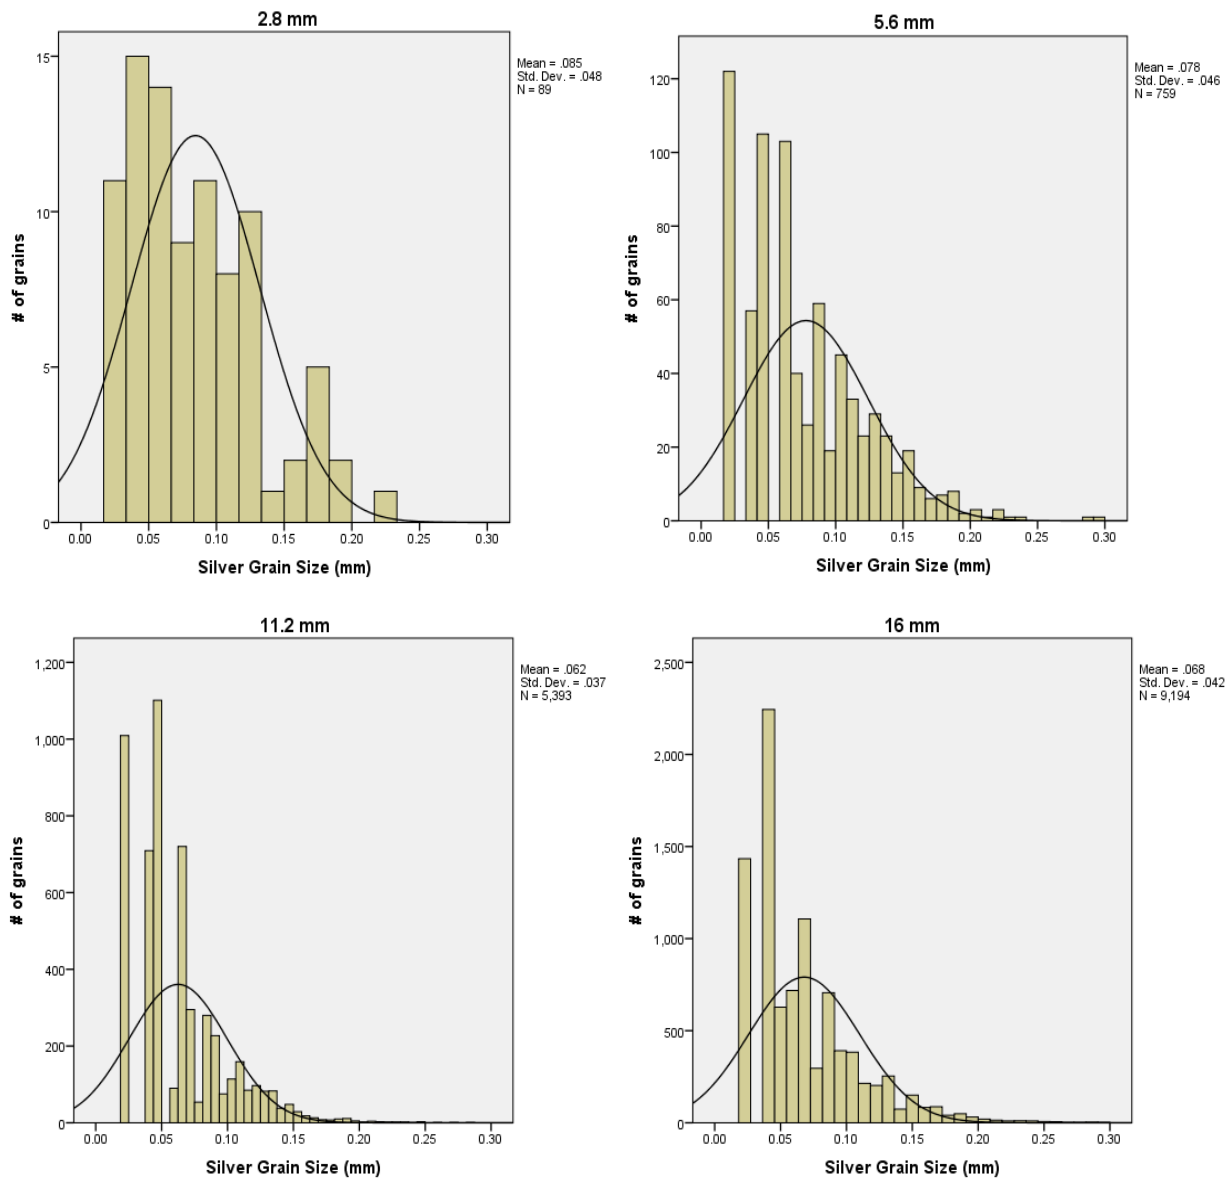 2.8 mm
Mean = .085
Std. Dev. = .048
N = 89
15
10
5
0
# of grains
0.00 0.05 0.10 0.15 0.20 0.25 0.30
Silver Grain Size (mm)
5.6 mm
Mean = .078
Std. Dev. = .046
N = 759
120
100
80
60
40
20
0
# of grains
0.00 0.05 0.10 0.15 0.20 0.25 0.30
Silver Grain Size (mm)
11.2 mm
Mean = .062
Std. Dev. = .037
N = 5,393
1,200
1,000
800
600
400
200
0
# of grains
0.00 0.05 0.10 0.15 0.20 0.25 0.30
Silver Grain Size (mm)
16 mm
Mean = .068
Std. Dev. = .042
N = 9,194
2,500
2,000
1,500
1,000
500
0
# of grains
0.00 0.05 0.10 0.15 0.20 0.25 0.30
Silver Grain Size (mm)